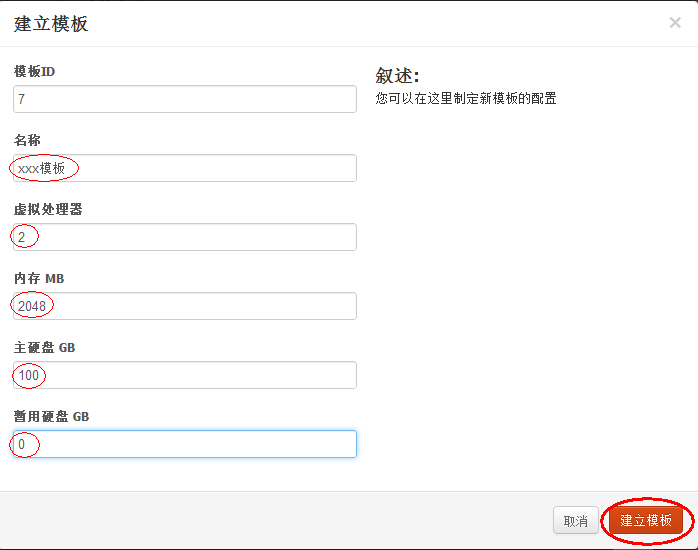 建立模板
×
模板ID
7
名称
xxx模板
虚拟处理器
2
内存 MB
2048
主硬盘 GB
100
暂用硬盘 GB
0
叙述:
您可以在这里制定新模板的配置
取消
建立模板